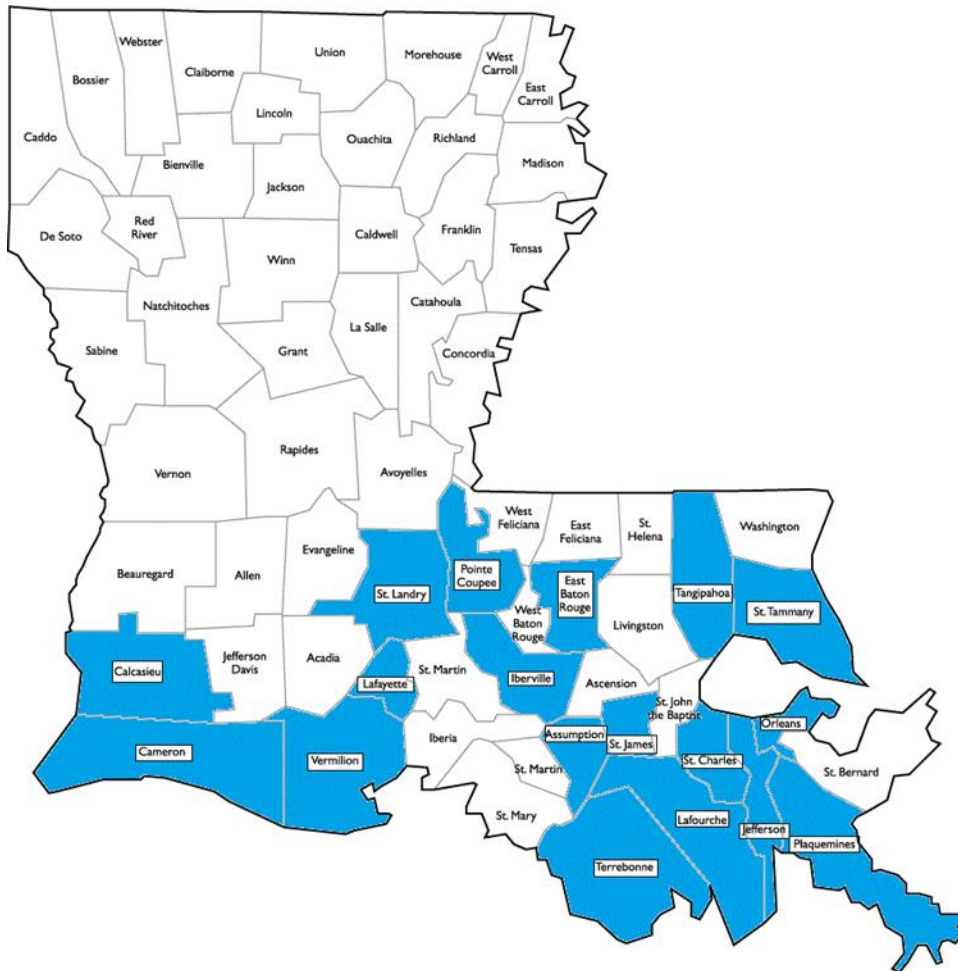 Webster
Union
Morehouse
West
Carroll
Claiborne
Bossier
East
Carroll
Lincoln
Caddo
Ouachita
Richland
Bienville
Madison
Jackson
Red
River
De Soto
Caldwell
Franklin
Tensas
Winn
Natchitoches
Catahoula
La Salle
Sabine
Grant
Concordia
Rapides
Vernon
Avoyelles
West
Feliciana
East
Feliciana
St.
Helena
Washington
Evangeline
Beauregard
Allen
Pointe
Coupee
East
Baton
Rouge
St. Landry
Tangipahoa
St. Tammany
West
Baton
Rouge
Livingston
Calcasieu
Jefferson
Davis
Acadia
St. Martin
Lafayette
Iberville
Ascension
St. John
the Baptist
Orleans
Assumption
Iberia
St. James
Cameron
Vermilion
St. Charles
St. Martin
St. Bernard
St. Mary
Lafourche
Jefferson
Plaquemines
Terrebonne